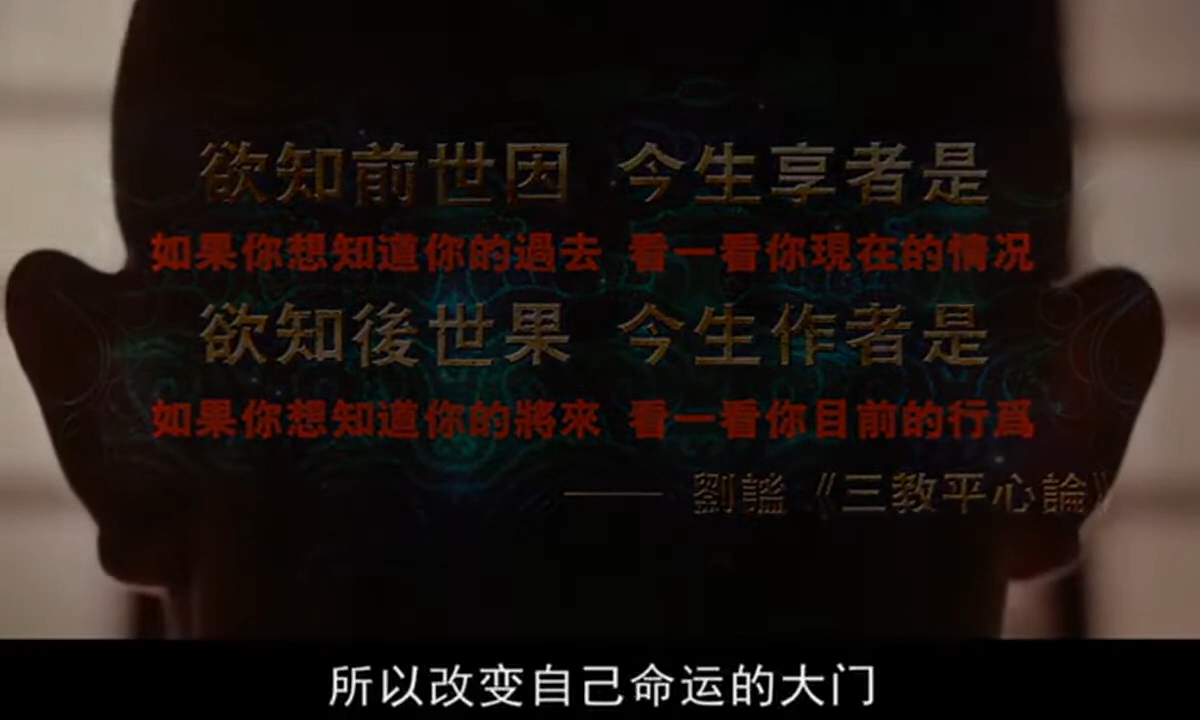 欲知前世因 今生享者是
如果你想知道你的過去 看一看你現在的情况
欲知後世果 今生作者是
如果你想知道你的將來 看一看你目前的行爲
—— 劉謐《三教平心論》
所以改变自己命运的大门